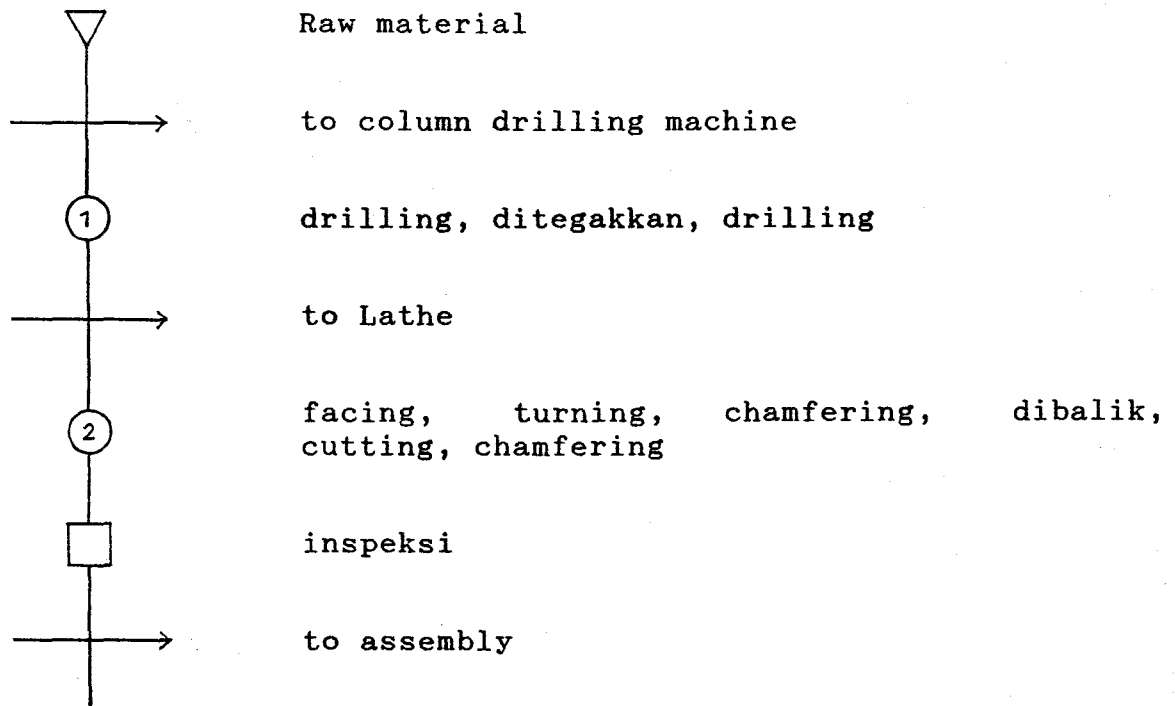 Raw material
to column drilling machine
1
drilling, ditegakkan, drilling
to Lathe
2
facing, turning, chamfering, dibalik,
cutting, chamfering
inspeksi
to assembly